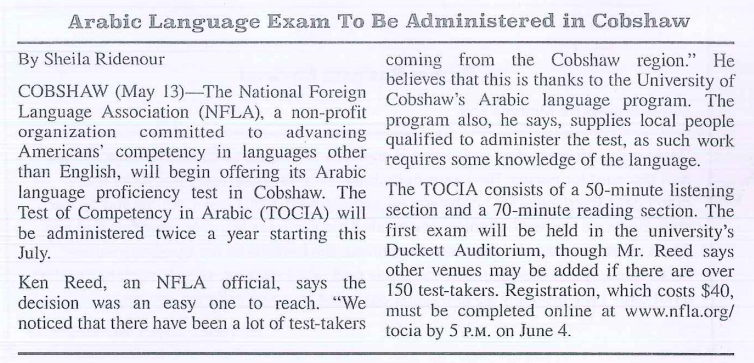 Arabic Language Exam To Be Administered in Cobshaw
By Sheila Ridenour
COBSHAW (May 13)—The National Foreign
Language Association (NFLA), a non-profit
organization committed to advancing
Americans' competency in languages other
than English, will begin offering its Arabic
language proficiency test in Cobshaw. The
Test of Competency in Arabic (TOCIA) will
be administered twice a year starting this
July.
Ken Reed, an NFLA official, says the
decision was an easy one to reach. “We
noticed that there have been a lot of test-takers
coming from the Cobshaw region.” He
believes that this is thanks to the University of
Cobshaw's Arabic language program. The
program also, he says, supplies local people
qualified to administer the test, as such work
requires some knowledge of the language.
The TOCIA consists of a 50-minute listening
section and a 70-minute reading section. The
first exam will be held in the university's
Duckett Auditorium, though Mr. Reed says
other venues may be added if there are over
150 test-takers. Registration, which costs $40,
must be completed online at www.nfla.org/
tocia by 5 P.M. on June 4.